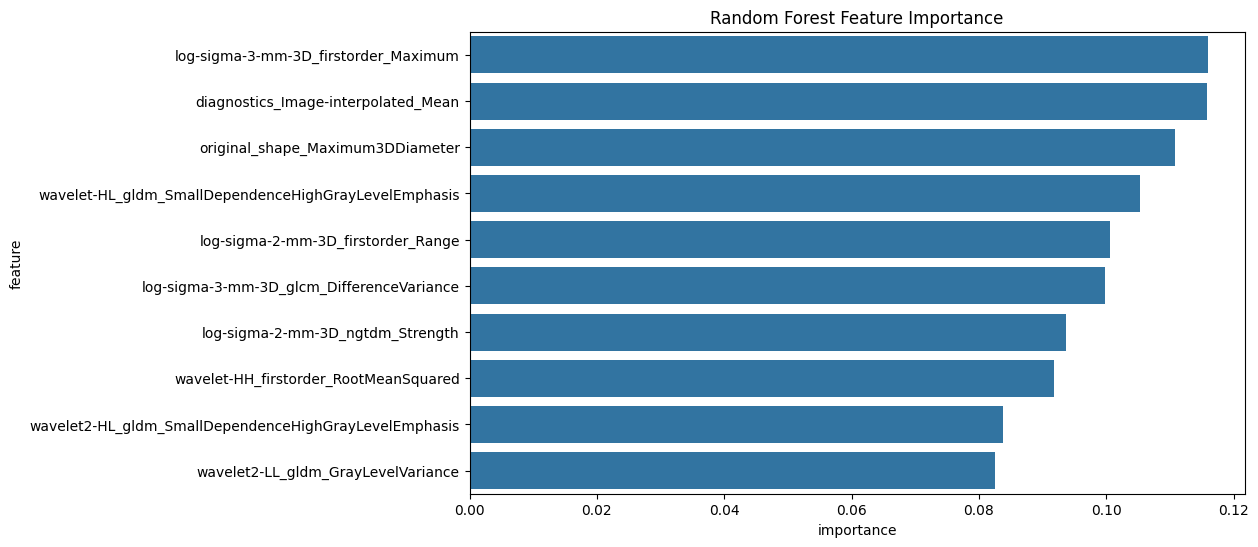 Random Forest Feature Importance
feature
log-sigma-3-mm-3D_firstorder_Maximum
diagnostics_Image-interpolated_Mean
original_shape_Maximum3DDiameter
wavelet-HL_gldm_SmallDependenceHighGrayLevelEmphasis
log-sigma-2-mm-3D_firstorder_Range
log-sigma-3-mm-3D_glcm_DifferenceVariance
log-sigma-2-mm-3D_ngtdm_Strength
wavelet-HH_firstorder_RootMeanSquared
wavelet2-HL_gldm_SmallDependenceHighGrayLevelEmphasis
wavelet2-LL_gldm_GrayLevelVariance
0.00 0.02 0.04 0.06 0.08 0.10 0.12
importance